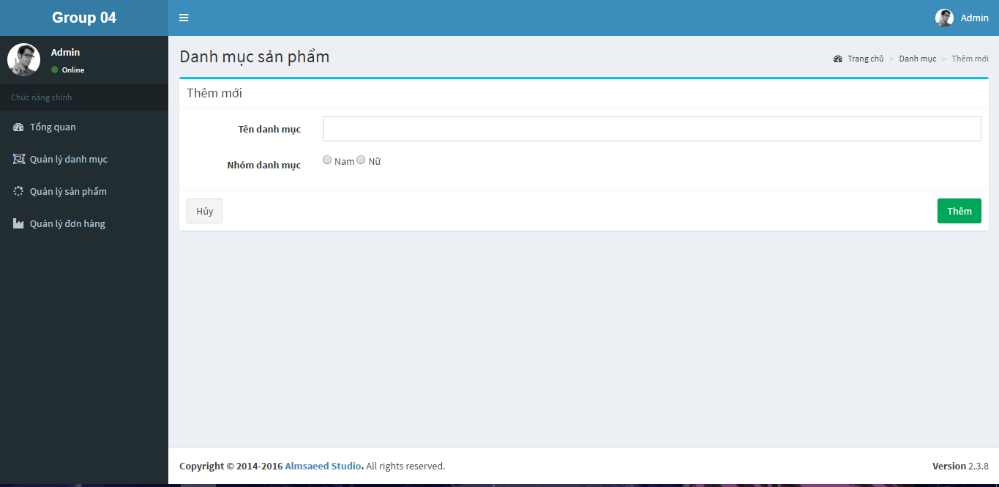 Group 04
Admin
Admin
Online
Chức năng chính
Tổng quan
Quản lý danh mục
Quản lý sản phẩm
Quản lý đơn hàng
Danh mục sản phẩm
Trang chủ > Danh mục > Thêm mới
Thêm mới
Tên danh mục
Nhóm danh mục
Nam Nữ
Hủy
Thêm
Copyright © 2014-2016 Almsaeed Studio. All rights reserved.
Version 2.3.8